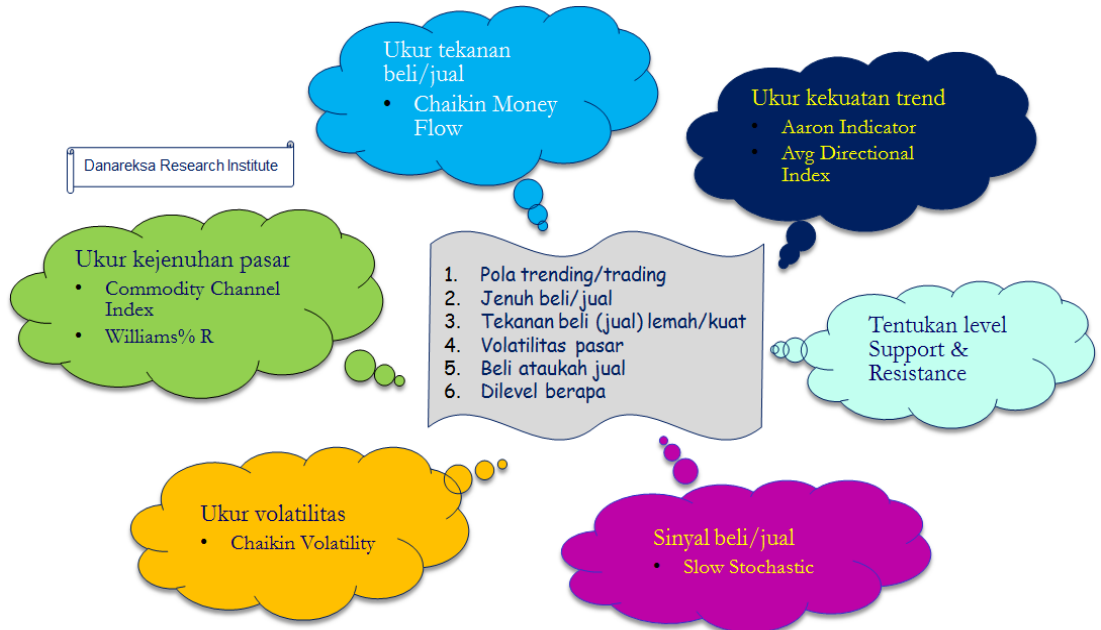 Ukur tekanan
beli/jual
• Chaikin Money
Flow
Ukur kekuatan trend
• Aaron Indicator
• Avg Directional
Index
Danareksa Research Institute
Ukur kejenuhan pasar
• Commodity Channel
Index
• Williams% R
1. Pola trending/trading
2. Jenuh beli/jual
3. Tekanan beli (jual) lemah/kuat
4. Volatilitas pasar
5. Beli ataukah jual
6. Dilevel berapa
Tentukan level
Support &
Resistance
Ukur volatilitas
• Chaikin Volatility
Sinyal beli/jual
• Slow Stochastic